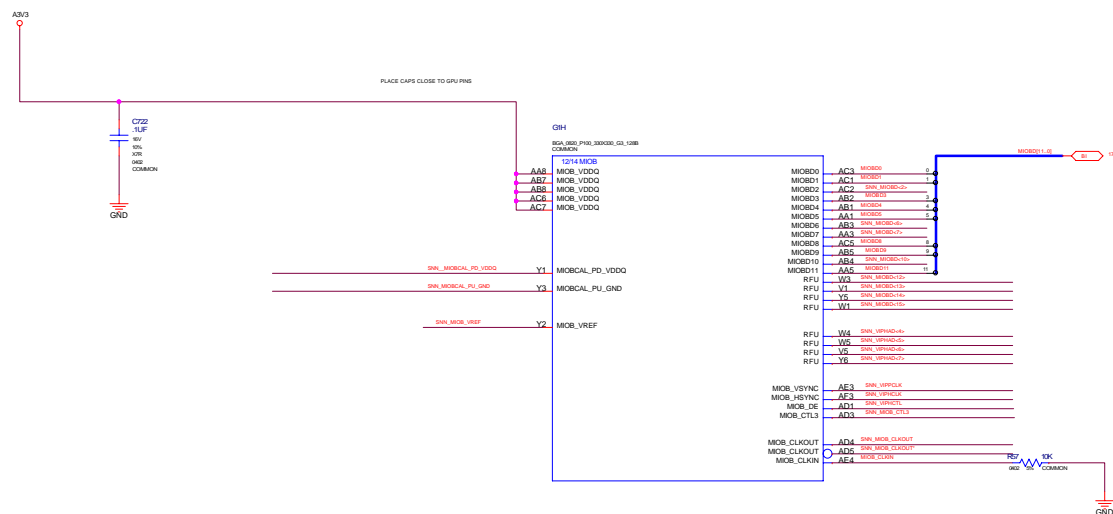 A3V3
PLACE CAPS CLOSE TO GPU PINS
C722
.1UF
16V
10%
X7R
0402
COMMON
GND
G1H
BGA_0820_P100_330X330_G3_128B
COMMON
12/14 MIOB
AA8 MIOB_VDDQ
AB7 MIOB_VDDQ
AB8 MIOB_VDDQ
AC6 MIOB_VDDQ
AC7 MIOB_VDDQ
SNN_MIOBCAL_PD_VDDQ Y1 MIOBCAL_PD_VDDQ
SNN_MIOBCAL_PU_GND Y3 MIOBCAL_PU_GND
SNN_MIOB_VREF Y2 MIOB_VREF
MIOBD[11..0] BI 13
MIOBD0 AC3 MIOBD0 0
MIOBD1 AC1 MIOBD1 1
MIOBD2 AC2 SNN_MIOBD<2>
MIOBD3 AB2 MIOBD3 3
MIOBD4 AB1 MIOBD4 4
MIOBD5 AA1 MIOBD5 5
MIOBD6 AB3 SNN_MIOBD<6>
MIOBD7 AA3 SNN_MIOBD<7>
MIOBD8 AC5 MIOBD8 8
MIOBD9 AB5 MIOBD9 9
MIOBD10 AB4 SNN_MIOBD<10>
MIOBD11 AA5 MIOBD11 11
RFU W3 SNN_MIOBD<12>
RFU V1 SNN_MIOBD<13>
RFU Y5 SNN_MIOBD<14>
RFU W1 SNN_MIOBD<15>
RFU W4 SNN_VIPHAD<4>
RFU W5 SNN_VIPHAD<5>
RFU V5 SNN_VIPHAD<6>
RFU Y6 SNN_VIPHAD<7>
MIOB_VSYNC AE3 SNN_VIPPCLK
MIOB_HSYNC AF3 SNN_VIPHCLK
MIOB_DE AD1 SNN_VIPHCTL
MIOB_CTL3 AD3 SNN_MIOB_CTL3
MIOB_CLKOUT AD4 SNN_MIOB_CLKOUT
MIOB_CLKOUT AD5 SNN_MIOB_CLKOUT*
MIOB_CLKIN AE4 MIOB_CLKIN
R57 10K
0402 5% COMMON
GND